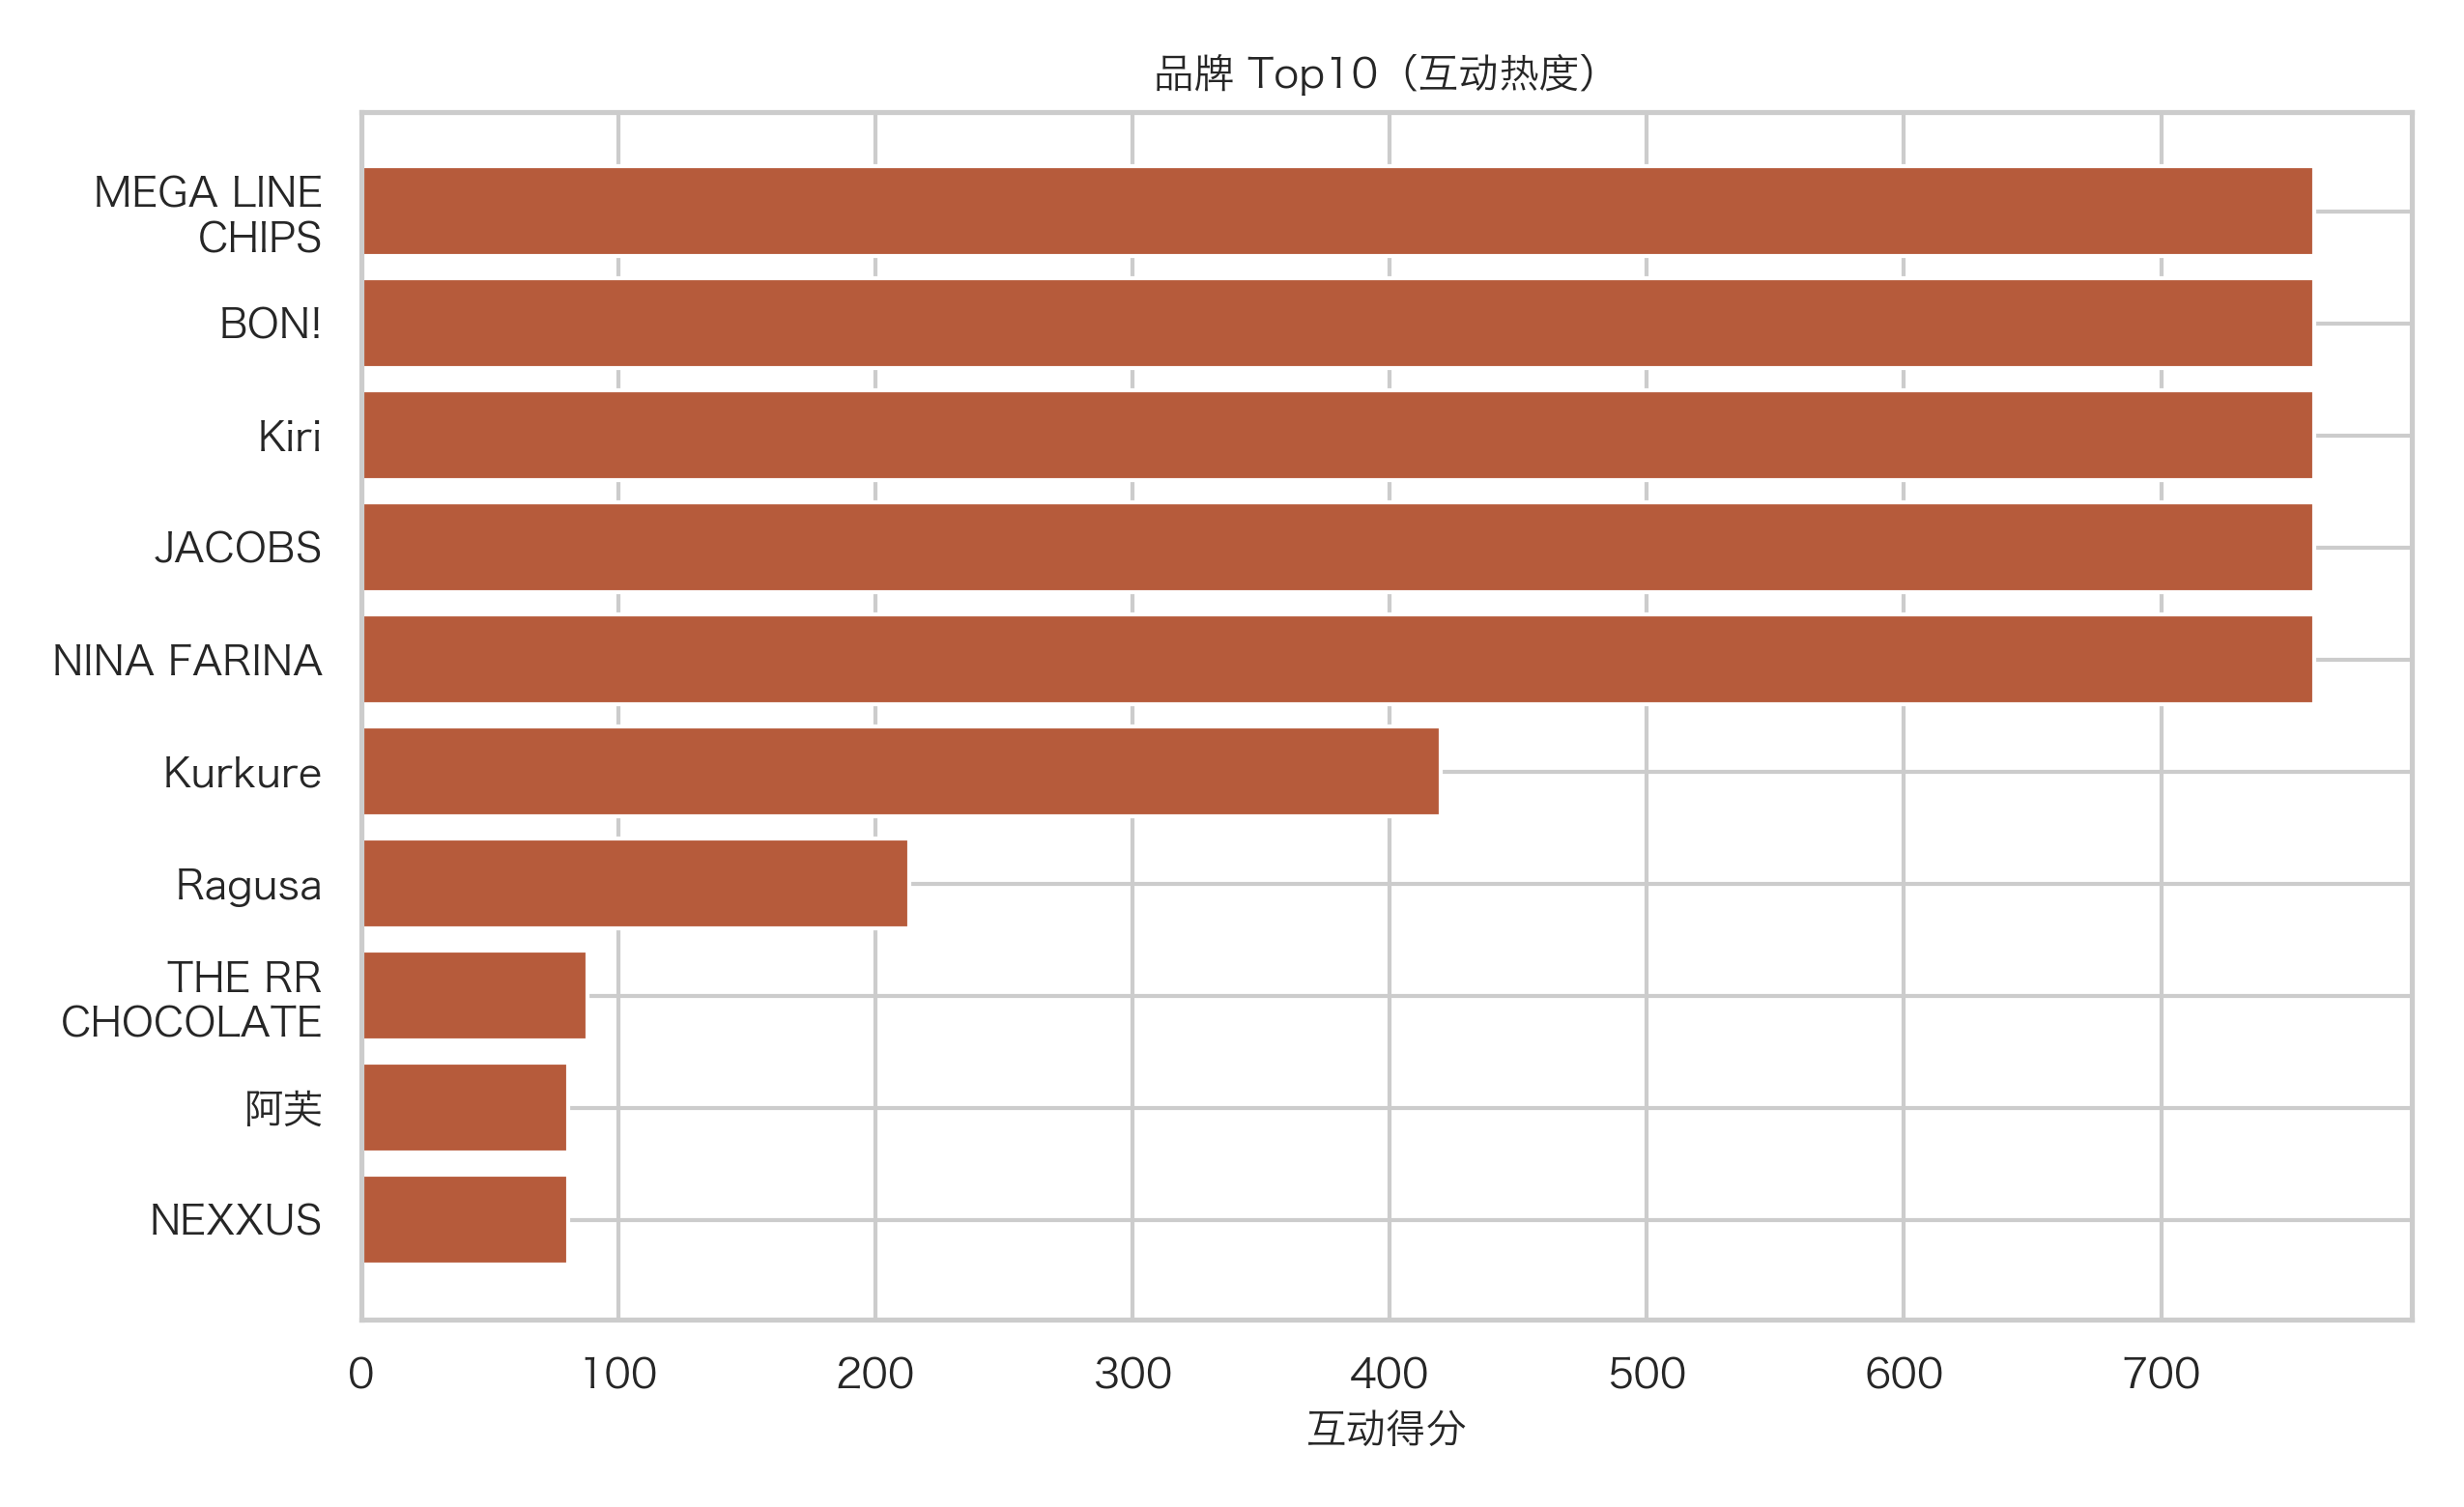 品牌 Top10（互动热度）
MEGA LINE
CHIPS
BON!
Kiri
JACOBS
NINA FARINA
Kurkure
Ragusa
THE RR
CHOCOLATE
阿芙
NEXXUS
0 100 200 300 400 500 600 700
互动得分